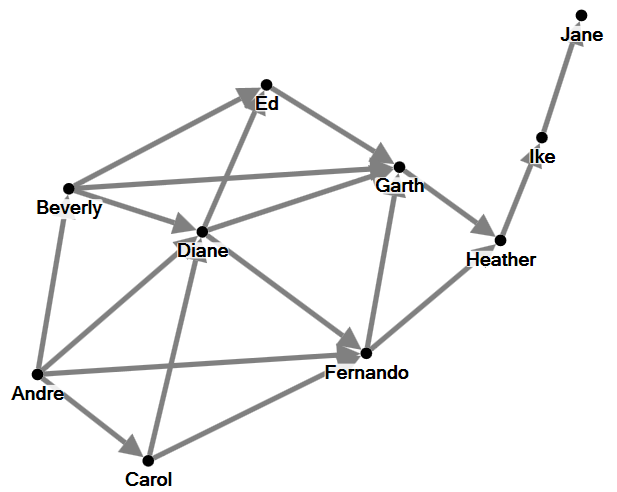 Jane
Ed
Ike
Garth
Beverly
Diane
Heather
Fernando
Andre
Carol